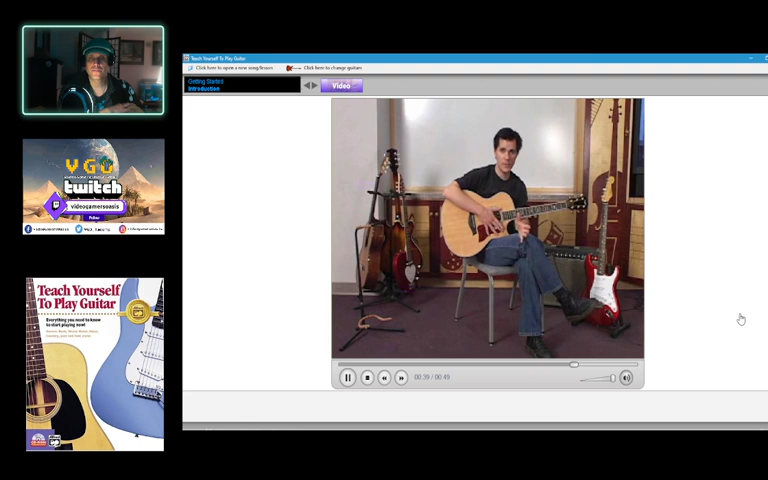 Teach Yourself To Play Guitar
Click here to open a new song/lesson
Click here to change guitars
Getting Started
Introduction
Video
VGO
twitch
videogamersoasis
Follow
Teach Yourself
To Play Guitar
Everything you need to know
to start playing now!
00:39 / 00:49